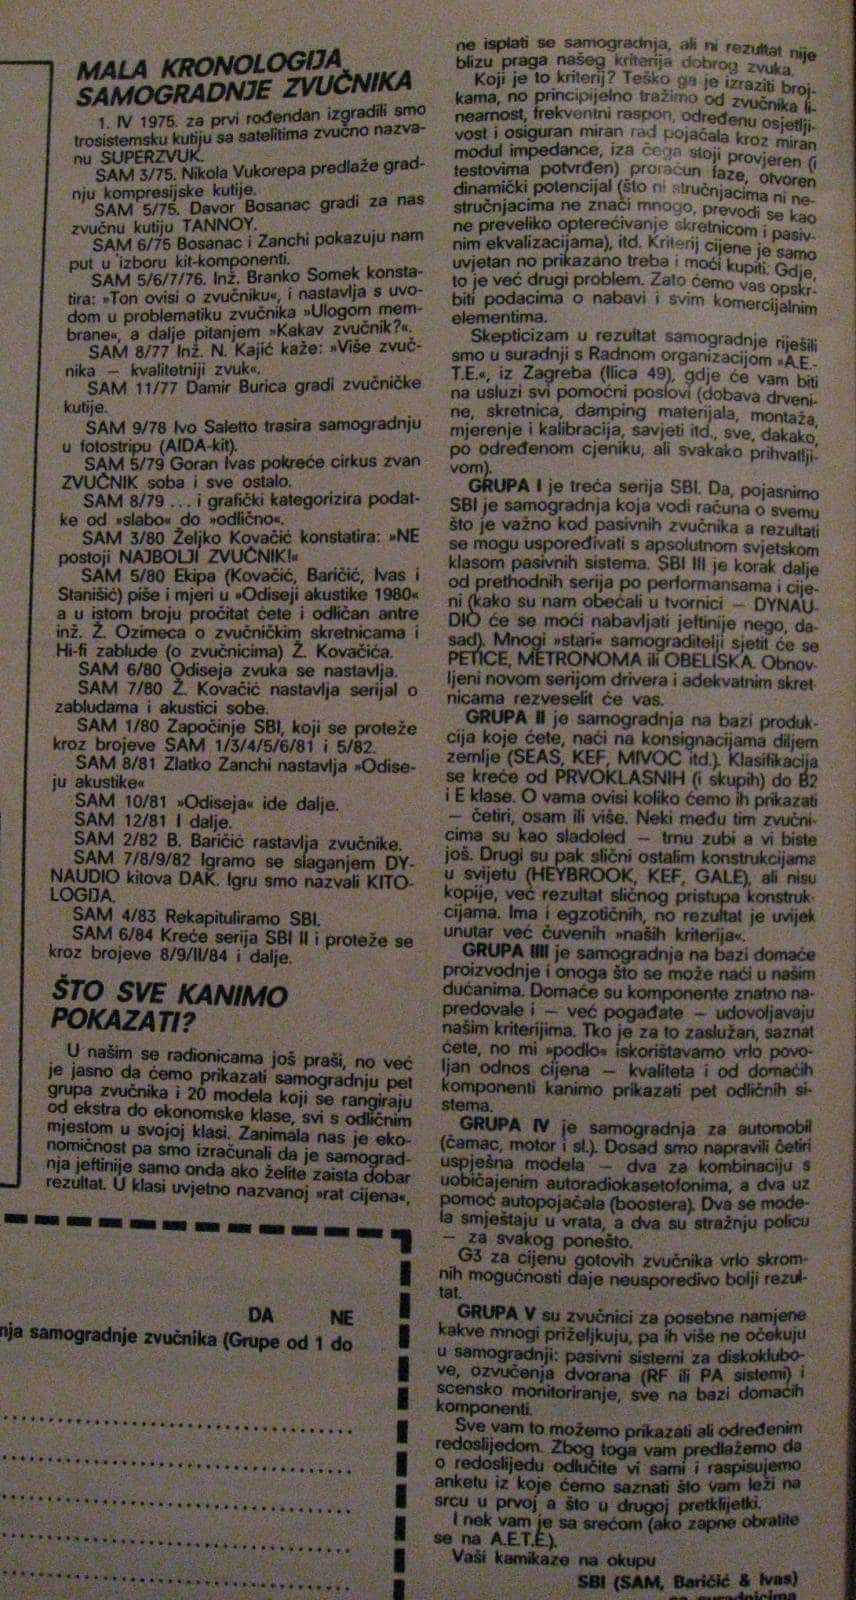 MALA KRONOLOGIJA
SAMOGRADNJE ZVUČNIKA
1. IV 1975. za prvi rođendan izgradili smo
trosistemsku kutiju sa satelitima zvučno nazva-
nu SUPERZVUK.
SAM 3/75. Nikola Vukorepa predlaže grad-
nju kompresijske kutije.
SAM 5/75. Davor Bosanac gradi za nas
zvučnu kutiju TANNOY.
SAM 6/75 Bosanac i Zanchi pokazuju nam
put u izboru kit-komponenti.
SAM 5/6/7/76. Inž. Branko Somek konsta-
tira: »Ton ovisi o zvučniku«, i nastavlja s uvo-
dom u problematiku zvučnika »Ulogom mem-
brane«, a dalje pitanjem »Kakav zvučnik?«.
SAM 8/77 Inž. N. Kajić kaže: »Više zvuč-
nika — kvalitetniji zvuk«.
SAM 11/77 Damir Burica gradi zvučničke
kutije.
SAM 9/78 Ivo Saletto trasira samogradnju
u fotostripu (AIDA-kit).
SAM 5/79 Goran Ivas pokreće cirkus zvan
ZVUČNIK soba i sve ostalo.
SAM 8/79 ... i grafički kategorizira podat-
ke od »slabo« do »odlično«.
SAM 3/80 Željko Kovačić konstatira: »NE
postoji NAJBOLJI ZVUČNIK!«
SAM 5/80 Ekipa (Kovačić, Baričić, Ivas i
Stanišić) piše i mjeri u »Odiseji akustike 1980«
a u istom broju pročitat ćete i odličan antre
inž. Ž. Ozimeca o zvučničkim skretnicama i
Hi-fi zablude (o zvučnicima) Ž. Kovačića.
SAM 6/80 Odiseja zvuka se nastavlja.
SAM 7/80 Ž. Kovačić nastavlja serijal o
zabludama i akustici sobe.
SAM 1/80 Započinje SBI, koji se proteže
kroz brojeve SAM 1/3/4/5/6/81 i 5/82.
SAM 8/81 Zlatko Zanchi nastavlja »Odise-
ju akustike«
SAM 10/81 »Odiseja« ide dalje.
SAM 12/81 I dalje.
SAM 2/82 B. Baričić rastavlja zvučnike.
SAM 7/8/9/82 Igramo se slaganjem DY-
NAUDIO kitova DAK. Igru smo nazvali KITO-
LOGIJA.
SAM 4/83 Rekapituliramo SBI.
SAM 6/84 Kreće serija SBI II i proteže se
kroz brojeve 8/9/II/84 i dalje.
ŠTO SVE KANIMO
POKAZATI?
U našim se radionicama još praši, no već
je jasno da ćemo prikazati samogradnju pet
grupa zvučnika i 20 modela koji se rangiraju
od ekstra do ekonomske klase, svi s odličnim
mjestom u svojoj klasi. Zanimala nas je eko-
nomičnost pa smo izračunali da je samograd-
nja jeftinije samo onda ako želite zaista dobar
rezultat. U klasi uvjetno nazvanoj »rat cijena«,
DA NE
nja samogradnje zvučnika (Grupe od 1 do
ne isplati se samogradnja, ali ni rezultat nije
blizu praga našeg kriterija dobrog zvuka.
Koji je to kriterij? Teško ga je izraziti broj-
kama, no principijelno tražimo od zvučnika li-
nearnost, frekventni raspon, određenu osjetlji-
vost i osiguran miran rad pojačala kroz miran
modul impedance, iza čega stoji provjeren (i
testovima potvrđen) proračun faze, otvoren
dinamički potencijal (što ni stručnjacima ni ne-
stručnjacima ne znači mnogo, prevodi se kao
ne preveliko opterećivanje skretnicom i pasiv-
nim ekvalizacijama), itd. Kriterij cijene je samo
uvjetan no prikazano treba i moći kupiti. Gdje,
to je već drugi problem. Zato ćemo vas opskr-
biti podacima o nabavi i svim komercijalnim
elementima.
Skepticizam u rezultat samogradnje riješili
smo u suradnji s Radnom organizacijom »A.E.-
T.E.«, iz Zagreba (Ilica 49), gdje će vam biti
na usluzi svi pomoćni poslovi (dobava drveni-
ne, skretnica, damping materijala, montaža,
mjerenje i kalibracija, savjeti itd., sve, dakako,
po određenom cjeniku, ali svakako prihvatlji-
vom).
GRUPA I je treća serija SBI. Da, pojasnimo
SBI je samogradnja koja vodi računa o svemu
što je važno kod pasivnih zvučnika a rezultati
se mogu uspoređivati s apsolutnom svjetskom
klasom pasivnih sistema. SBI III je korak dalje
od prethodnih serija po performansama i cije-
ni (kako su nam obećali u tvornici — DYNAU-
DIO će se moći nabavljati jeftinije nego, da-
sad). Mnogi »stari« samograditelji sjetit će se
PETICE, METRONOMA ili OBELISKA. Obnov-
ljeni novom serijom drivera i adekvatnim skret-
nicama rezveselit će vas.
GRUPA II je samogradnja na bazi produk-
cija koje ćete, naći na konsignacijama diljem
zemlje (SEAS, KEF, MIVOC itd.). Klasifikacija
se kreće od PRVOKLASNIH (i skupih) do B2
i E klase. O vama ovisi koliko ćemo ih prikazati
— četiri, osam ili više. Neki među tim zvučni-
cima su kao sladoled — trnu zubi a vi biste
još. Drugi su pak slični ostalim konstrukcijama
u svijetu (HEYBROOK, KEF, GALE), ali nisu
kopije, već rezultat sličnog pristupa konstruk-
cijama. Ima i egzotičnih, no rezultat je uvijek
unutar već čuvenih »naših kriterija«.
GRUPA IIII je samogradnja na bazi domaće
proizvodnje i onoga što se može naći u našim
dućanima. Domaće su komponente znatno na-
predovale i — već pogađate — udovoljavaju
našim kriterijima. Tko je za to zaslužan, saznat
ćete, no mi »podlo« iskorištavamo vrlo povo-
ljan odnos cijena — kvaliteta i od domaćih
komponenti kanimo prikazati pet odličnih si-
stema.
GRUPA IV je samogradnja za automobil
(čamac, motor i sl.). Dosad smo napravili četiri
uspješna modela — dva za kombinaciju s
uobičajenim autoradiokasetofonima, a dva uz
pomoć autopojačala (boostera). Dva se mode-
la smještaju u vrata, a dva su stražnju policu
— za svakog ponešto.
G3 za cijenu gotovih zvučnika vrlo skrom-
nih mogućnosti daje neusporedivo bolji rezul-
tat.
GRUPA V su zvučnici za posebne namjene
kakve mnogi priželjkuju, pa ih više ne očekuju
u samogradnji: pasivni sistemi za diskoklubo-
ve, ozvučenja dvorana (RF ili PA sistemi) i
scensko monitoriranje, sve na bazi domaćih
komponenti.
Sve vam to možemo prikazati ali određenim
redoslijedom. Zbog toga vam predlažemo da
o redoslijedu odlučite vi sami i raspisujemo
anketu iz koje ćemo saznati što vam leži na
srcu u prvoj a što u drugoj pretklijetki.
I nek vam je sa srećom (ako zapne obratite
se na A.E.T.E.).
Vaši kamikaze na okupu
SBI (SAM, Baričić & Ivas)
sa suradnicima